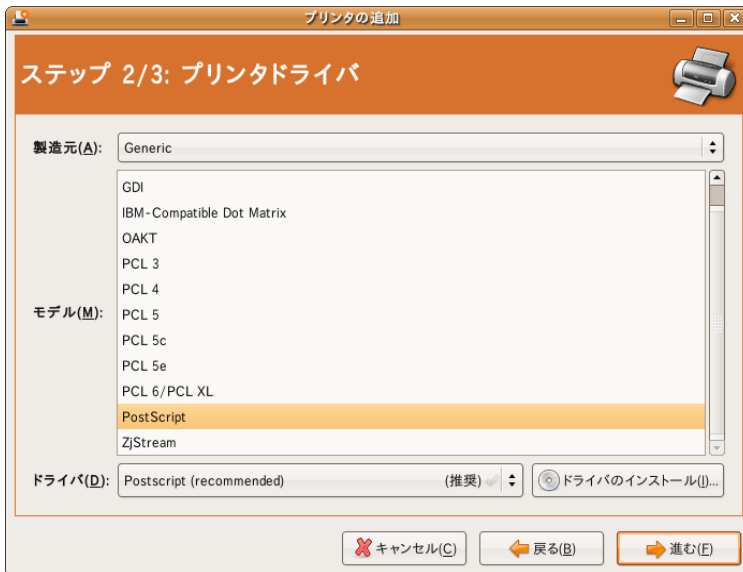 プリンタの追加
ステップ 2/3: プリンタドライバ
製造元(A): Generic
GDI
IBM-Compatible Dot Matrix
OAKT
PCL 3
PCL 4
モデル(M): PCL 5
PCL 5c
PCL 5e
PCL 6/PCL XL
PostScript
ZjStream
ドライバ(D): Postscript (recommended) (推奨) ドライバのインストール(I)...
キャンセル(C) 戻る(B) 進む(F)